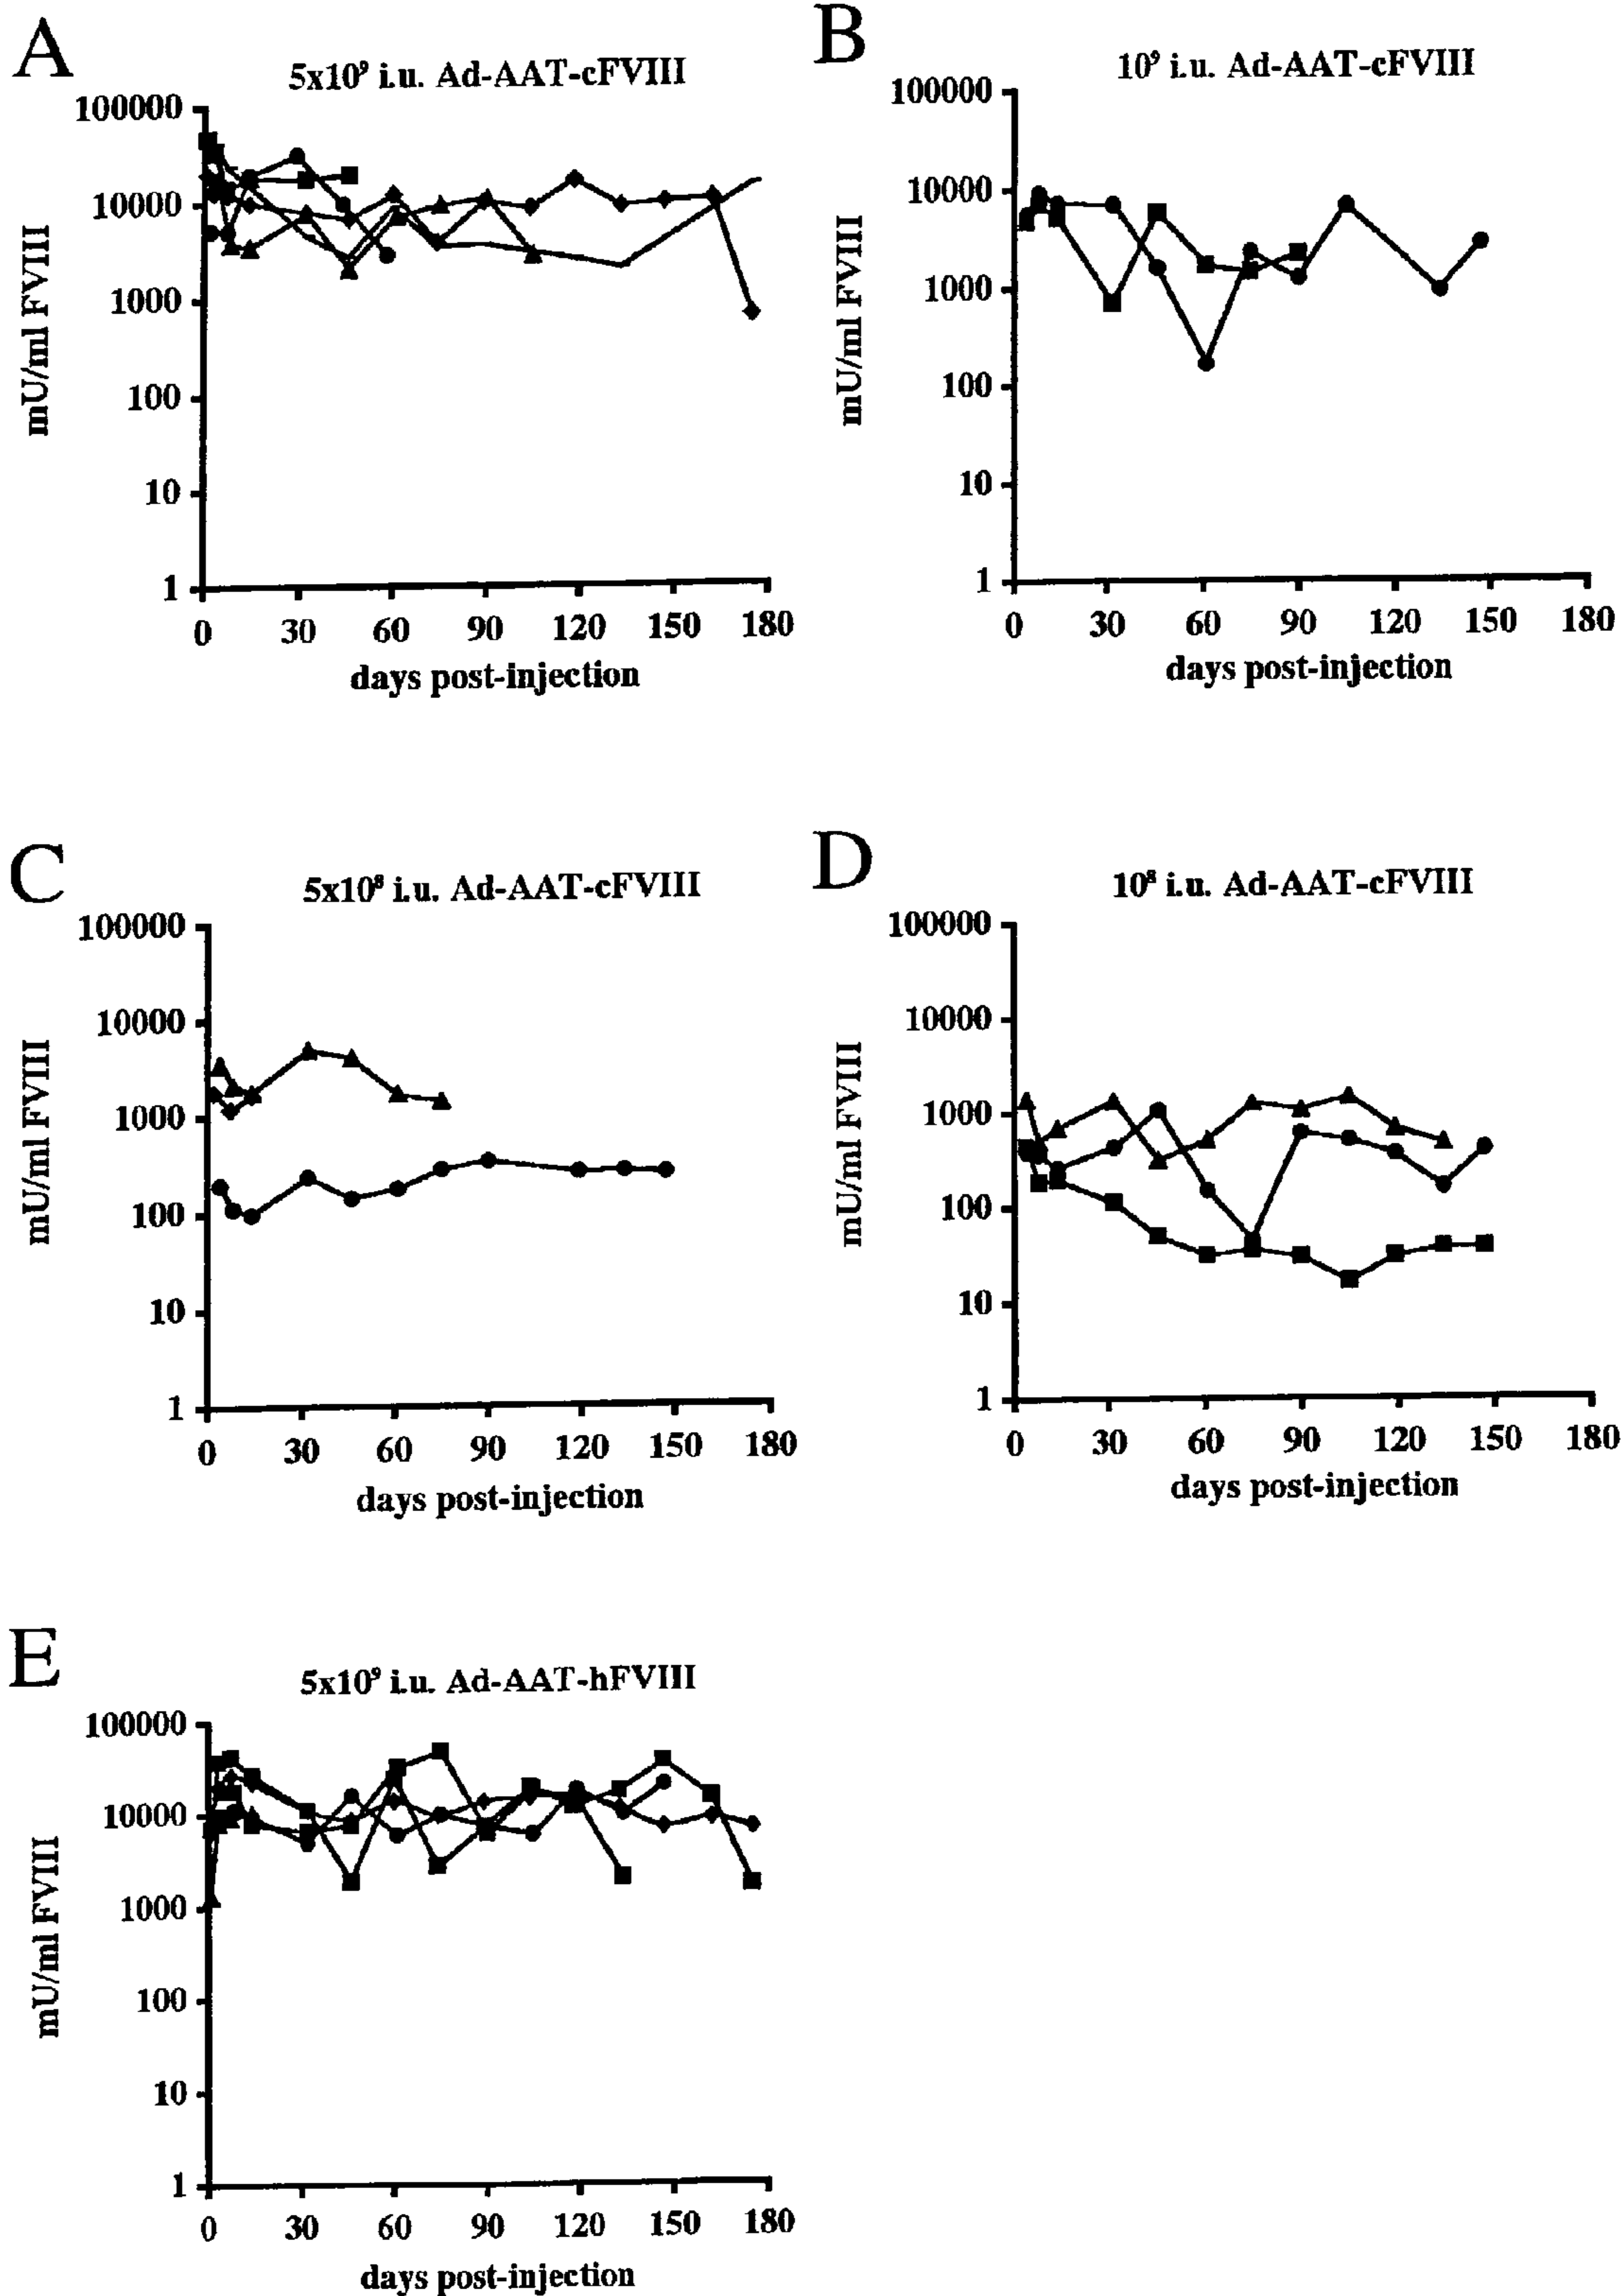 A
5x10⁹ i.u. Ad-AAT-cFVIII
100000
10000
1000
100
10
1
mU/ml FVIII
0 30 60 90 120 150 180
days post-injection
B
10⁹ i.u. Ad-AAT-cFVIII
100000
10000
1000
100
10
1
mU/ml FVIII
0 30 60 90 120 150 180
days post-injection
C
5x10⁸ i.u. Ad-AAT-cFVIII
100000
10000
1000
100
10
1
mU/ml FVIII
0 30 60 90 120 150 180
days post-injection
D
10⁸ i.u. Ad-AAT-cFVIII
100000
10000
1000
100
10
1
mU/ml FVIII
0 30 60 90 120 150 180
days post-injection
E
5x10⁹ i.u. Ad-AAT-hFVIII
100000
10000
1000
100
10
1
mU/ml FVIII
0 30 60 90 120 150 180
days post-injection